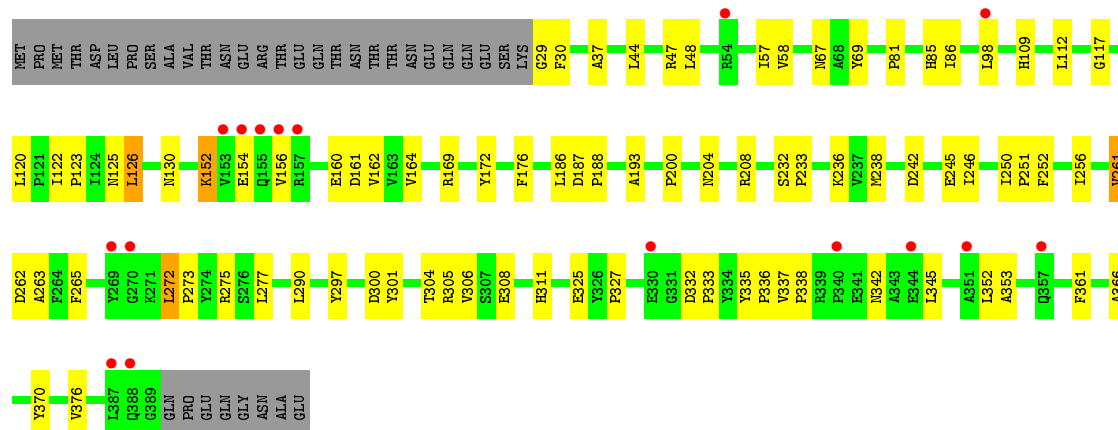 MET PRO MET THR ASP LEU PRO SER ALA VAL THR ASN GLU ARG THR GLU GLN THR ASN THR THR ASN GLU GLN GLN GLU SER LYS G29 F30 A37 L44 R47 L48 R54 I57 V58 N67 A68 Y69 P81 H85 I86 L98 H109 L112 G117
L120 P121 I122 P123 I124 N125 L126 N130 K152 V153 E154 Q155 V156 R157 E160 D161 V162 V163 V164 R169 Y172 F176 L186 D187 P188 A193 P200 N204 R208 S232 P233 K236 V237 M238 D242 E245 I246 I250 P251 F252 I256 V261
D262 A263 F264 F265 Y269 G270 K271 L272 P273 Y274 R275 S276 L277 L290 Y297 D300 Y301 T304 R305 V306 S307 E308 H311 E325 Y326 P327 E330 G331 D332 P333 Y334 Y335 P336 V337 P338 R339 P340 E341 N342 A343 E344 L345 A351 L352 A353 Q357 F361 A366
Y370 V376 L387 Q388 G389 GLN PRO GLU GLN GLY ASN ALA GLU